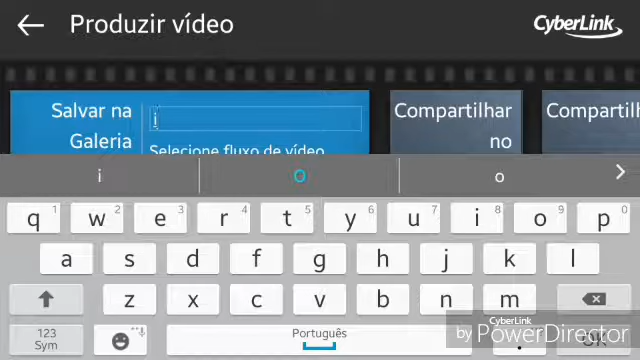 Produzir vídeo
CyberLink
Salvar na
Galeria
i
Selecione fluxo de vídeo
Compartilhar
no
Compartilh
i O o
q 1 w 2 e 3 r 4 t 5 y 6 u 7 i 8 o 9 p 0
a s d f g h j k l
z x c v b n m
123
Sym
Português
CyberLink
by PowerDirector